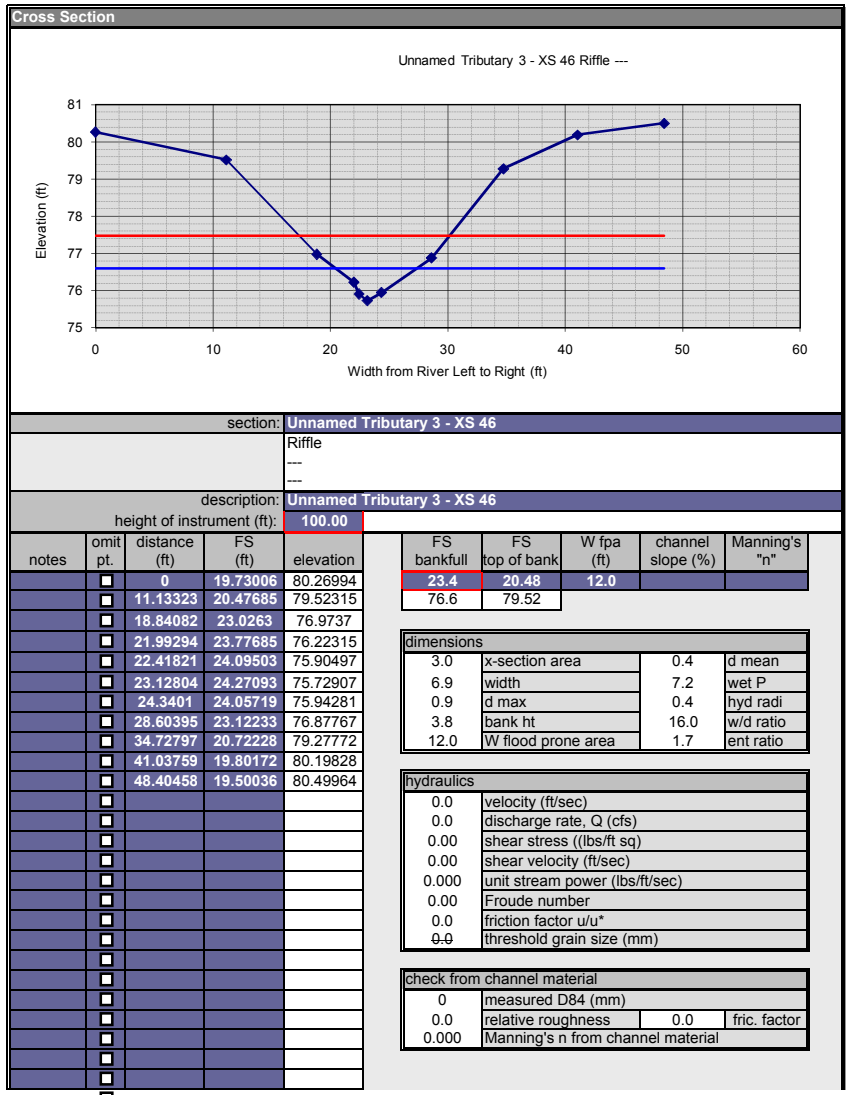 Cross Section
Unnamed Tributary 3 - XS 46 Riffle ---
81
80
79
78
77
76
75
Elevation (ft)
0 10 20 30 40 50 60
Width from River Left to Right (ft)
section: Unnamed Tributary 3 - XS 46
Riffle
---
---
description: Unnamed Tributary 3 - XS 46
height of instrument (ft): 100.00
omit distance FS
notes pt. (ft) (ft) elevation
0 19.73006 80.26994
11.13323 20.47685 79.52315
18.84082 23.0263 76.9737
21.99294 23.77685 76.22315
22.41821 24.09503 75.90497
23.12804 24.27093 75.72907
24.3401 24.05719 75.94281
28.60395 23.12233 76.87767
34.72797 20.72228 79.27772
41.03759 19.80172 80.19828
48.40458 19.50036 80.49964
FS FS W fpa channel Manning's
bankfull top of bank (ft) slope (%) "n"
23.4 20.48 12.0
76.6 79.52
dimensions
3.0 x-section area 0.4 d mean
6.9 width 7.2 wet P
0.9 d max 0.4 hyd radi
3.8 bank ht 16.0 w/d ratio
12.0 W flood prone area 1.7 ent ratio
hydraulics
0.0 velocity (ft/sec)
0.0 discharge rate, Q (cfs)
0.00 shear stress ((lbs/ft sq)
0.00 shear velocity (ft/sec)
0.000 unit stream power (lbs/ft/sec)
0.00 Froude number
0.0 friction factor u/u*
0.0 threshold grain size (mm)
check from channel material
0 measured D84 (mm)
0.0 relative roughness 0.0 fric. factor
0.000 Manning's n from channel material